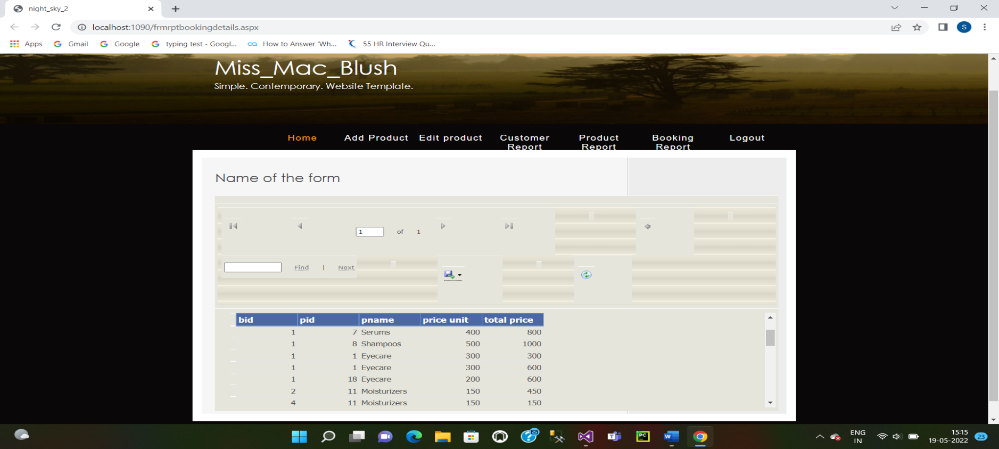 night_sky_2
localhost:1090/frmrptbookingdetails.aspx
S
Apps Gmail Google typing test - Googl... How to Answer 'Wh... 55 HR Interview Qu...
Miss_Mac_Blush
Simple. Contemporary. Website Template.
Home Add Product Edit product Customer Report Product Report Booking Report Logout
Name of the form
1 of 1
Find | Next
bid pid pname price unit total price
1 7 Serums 400 800
1 8 Shampoos 500 1000
1 1 Eyecare 300 300
1 1 Eyecare 300 600
1 18 Eyecare 200 600
2 11 Moisturizers 150 450
4 11 Moisturizers 150 150
ENG 15:15
IN 19-05-2022 23